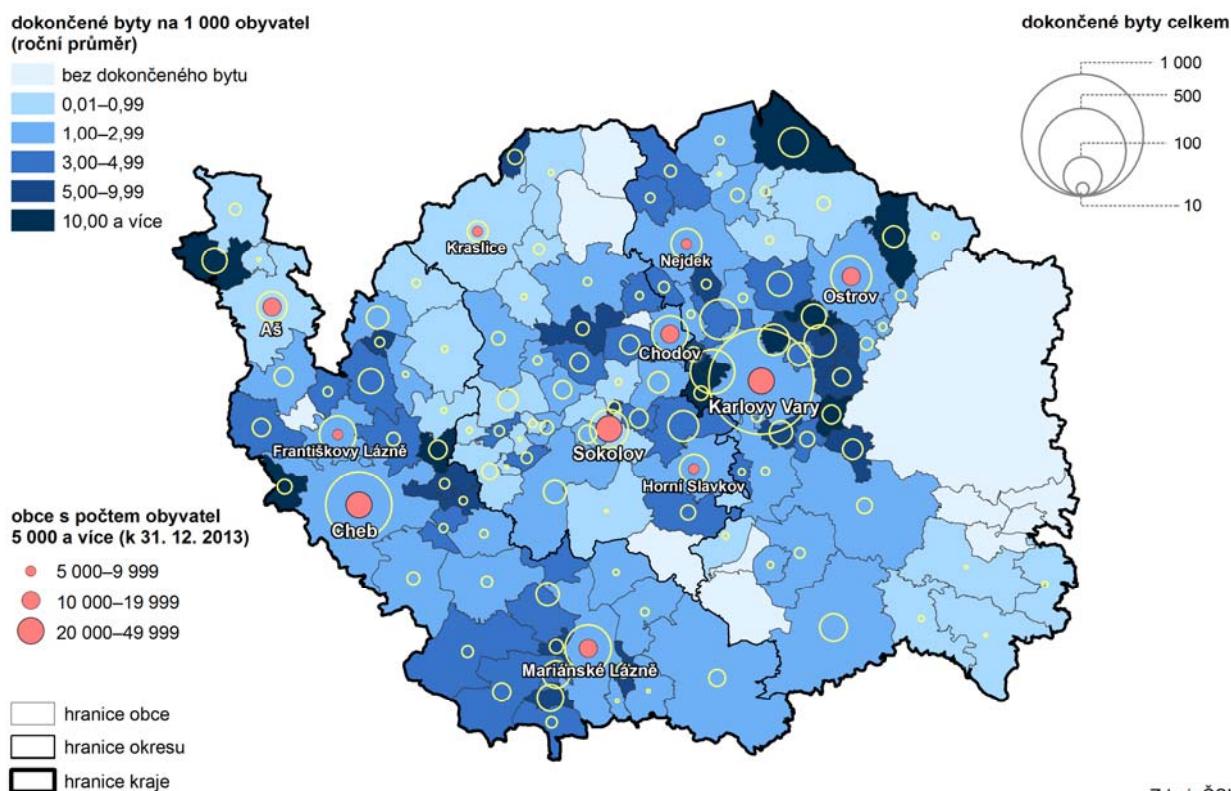 dokončené byty na 1 000 obyvatel
(roční průměr)
bez dokončeného bytu
0,01–0,99
1,00–2,99
3,00–4,99
5,00–9,99
10,00 a více
dokončené byty celkem
1 000
500
100
10
Kraslice
Nejdek
Ostrov
Aš
Chodov
Karlovy Vary
Františkovy Lázně
Sokolov
Horní Slavkov
Cheb
Mariánské Lázně
obce s počtem obyvatel
5 000 a více (k 31. 12. 2013)
5 000–9 999
10 000–19 999
20 000–49 999
hranice obce
hranice okresu
hranice kraje